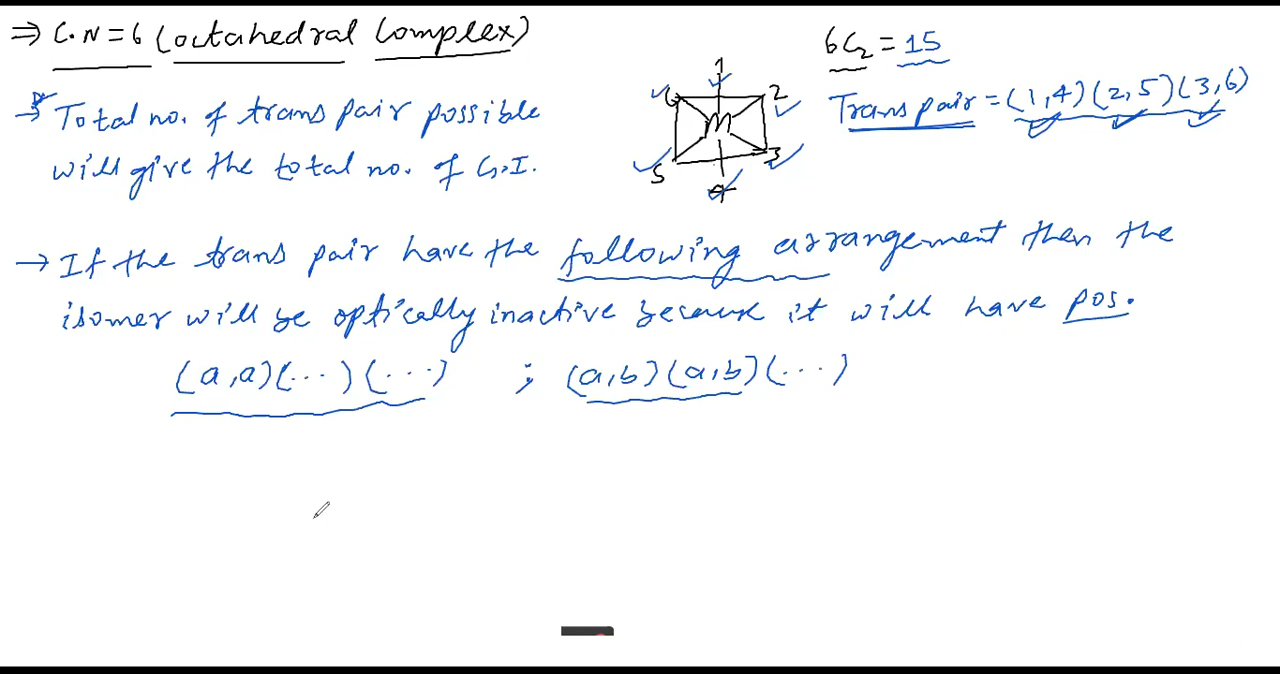 ⇒ C.N = 6 (octahedral Complex)
6C₂ = 15
→ Total no. of trans pair possible
will give the total no. of G.I.
1
6 2
M
5 3
4
Trans pair = (1,4) (2,5) (3,6)
→ If the trans pair have the following arrangement then the
isomer will be optically inactive because it will have pos.
(a,a) (...) (...) ; (a,b) (a,b) (...)